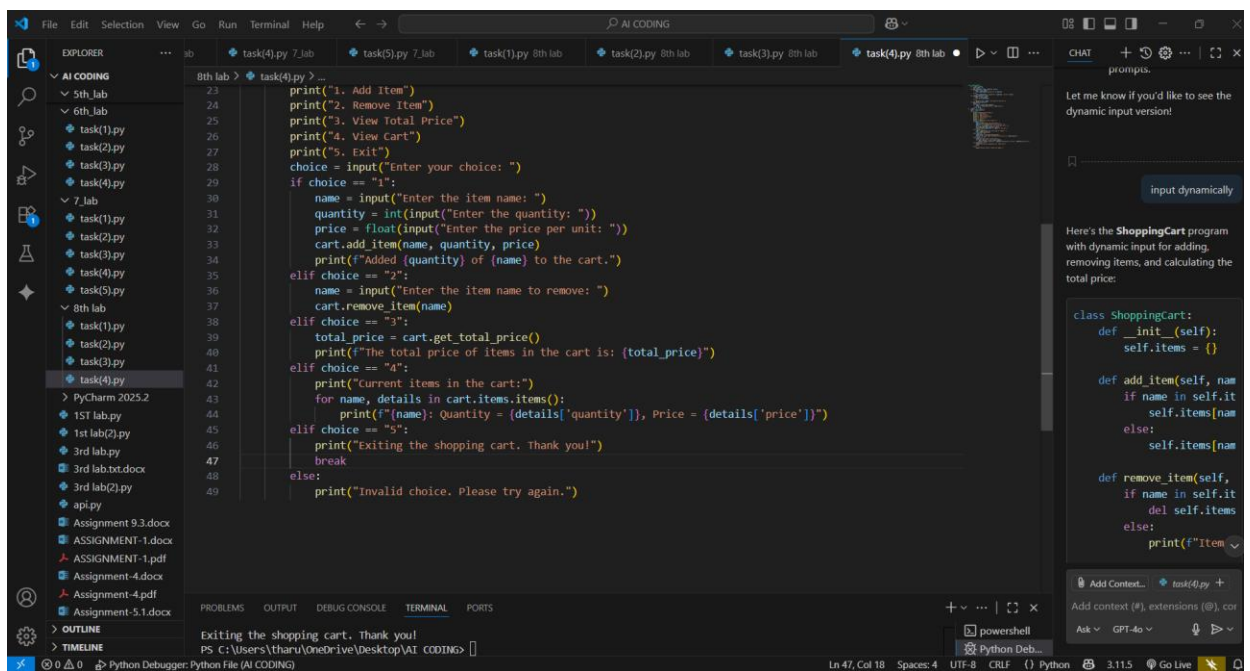 File Edit Selection View Go Run Terminal Help
AI CODING
EXPLORER
AI CODING
5th_lab
6th_lab
task(1).py
task(2).py
task(3).py
task(4).py
7_lab
task(1).py
task(2).py
task(3).py
task(4).py
task(5).py
8th lab
task(1).py
task(2).py
task(3).py
task(4).py
PyCharm 2025.2
1ST lab.py
1st lab(2).py
3rd lab.py
3rd lab.txt.docx
3rd lab(2).py
api.py
Assignment 9.3.docx
ASSIGNMENT-1.docx
ASSIGNMENT-1.pdf
Assignment-4.docx
Assignment-4.pdf
Assignment-5.1.docx
OUTLINE
TIMELINE
ab task(4).py 7_lab task(5).py 7_lab task(1).py 8th lab task(2).py 8th lab task(3).py 8th lab task(4).py 8th lab
8th lab > task(4).py > ...
23 print("1. Add Item")
24 print("2. Remove Item")
25 print("3. View Total Price")
26 print("4. View Cart")
27 print("5. Exit")
28 choice = input("Enter your choice: ")
29 if choice == "1":
30 name = input("Enter the item name: ")
31 quantity = int(input("Enter the quantity: "))
32 price = float(input("Enter the price per unit: "))
33 cart.add_item(name, quantity, price)
34 print(f"Added {quantity} of {name} to the cart.")
35 elif choice == "2":
36 name = input("Enter the item name to remove: ")
37 cart.remove_item(name)
38 elif choice == "3":
39 total_price = cart.get_total_price()
40 print(f"The total price of items in the cart is: {total_price}")
41 elif choice == "4":
42 print("Current items in the cart:")
43 for name, details in cart.items.items():
44 print(f"{name}: Quantity = {details['quantity']}, Price = {details['price']}")
45 elif choice == "5":
46 print("Exiting the shopping cart. Thank you!")
47 break
48 else:
49 print("Invalid choice. Please try again.")
PROBLEMS OUTPUT DEBUG CONSOLE TERMINAL PORTS
Exiting the shopping cart. Thank you!
PS C:\Users\tharu\OneDrive\Desktop\AI CODING>
powershell
Python Deb...
CHAT
prompts.
Let me know if you'd like to see the
dynamic input version!
input dynamically
Here's the ShoppingCart program
with dynamic input for adding,
removing items, and calculating the
total price:
class ShoppingCart:
def __init__(self):
self.items = {}
def add_item(self, nam
if name in self.it
self.items[nam
else:
self.items[nam
def remove_item(self,
if name in self.it
del self.items
else:
print(f"Item
Add Context... task(4).py +
Add context (#), extensions (@), cor
Ask GPT-4o
0 0 Python Debugger: Python File (AI CODING) Ln 47, Col 18 Spaces: 4 UTF-8 CRLF {} Python 3.11.5 Go Live